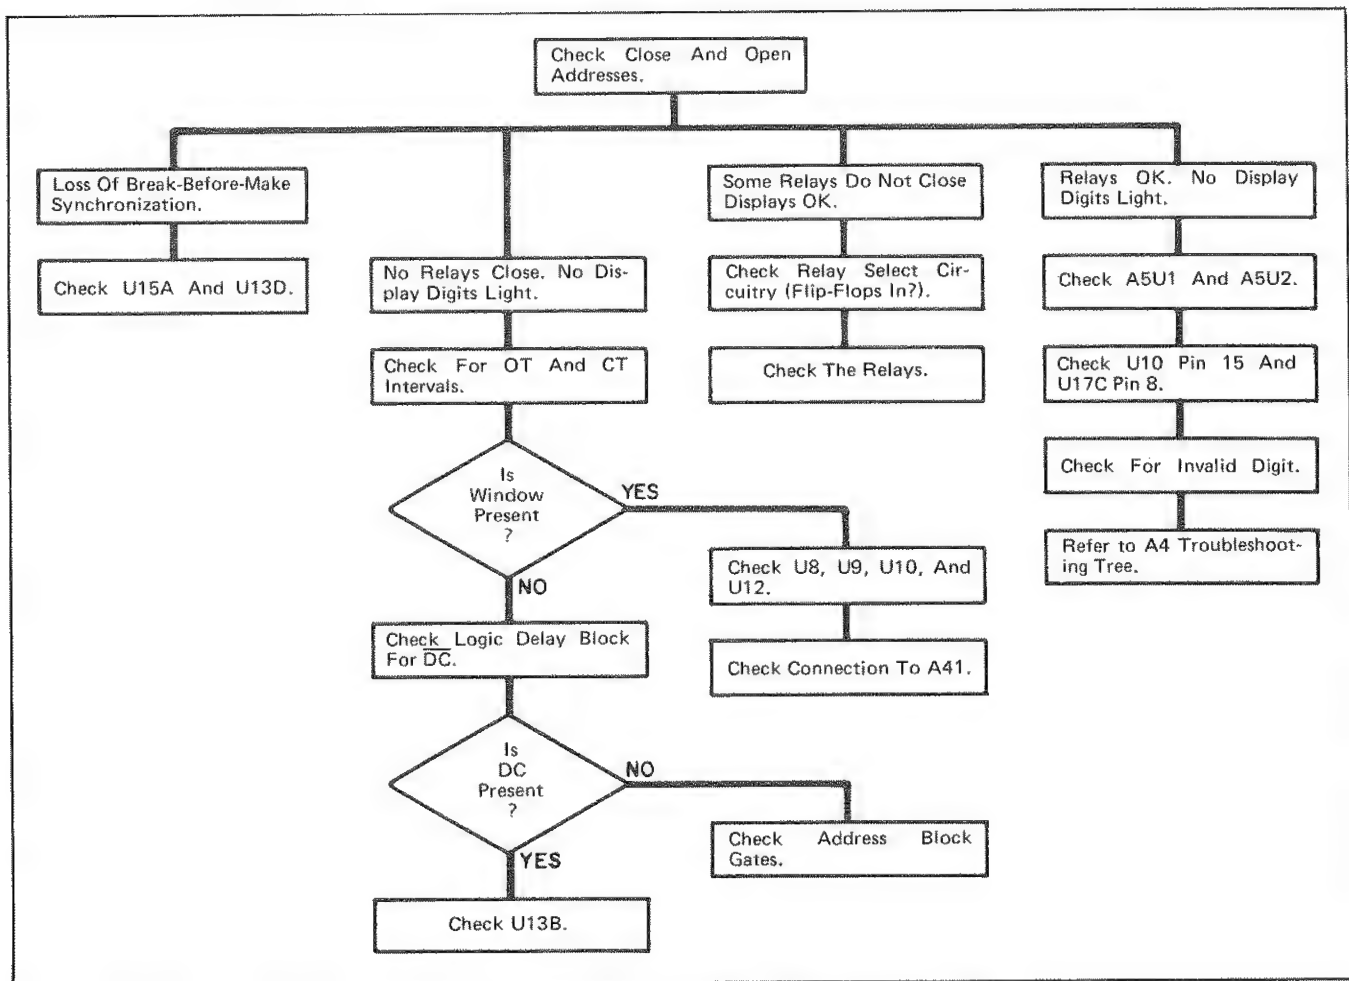 Check Close And Open
Addresses.
Loss Of Break-Before-Make
Synchronization.
Check U15A And U13D.
No Relays Close. No Dis-
play Digits Light.
Check For OT And CT
Intervals.
Is
Window
Present
?
YES
NO
Check Logic Delay Block
For D̅C̅.
Is
DC
Present
?
NO
YES
Check U13B.
Some Relays Do Not Close
Displays OK.
Check Relay Select Cir-
cuitry (Flip-Flops In?).
Check The Relays.
Check U8, U9, U10, And
U12.
Check Connection To A41.
Check Address Block
Gates.
Relays OK. No Display
Digits Light.
Check A5U1 And A5U2.
Check U10 Pin 15 And
U17C Pin 8.
Check For Invalid Digit.
Refer to A4 Troubleshoot-
ing Tree.